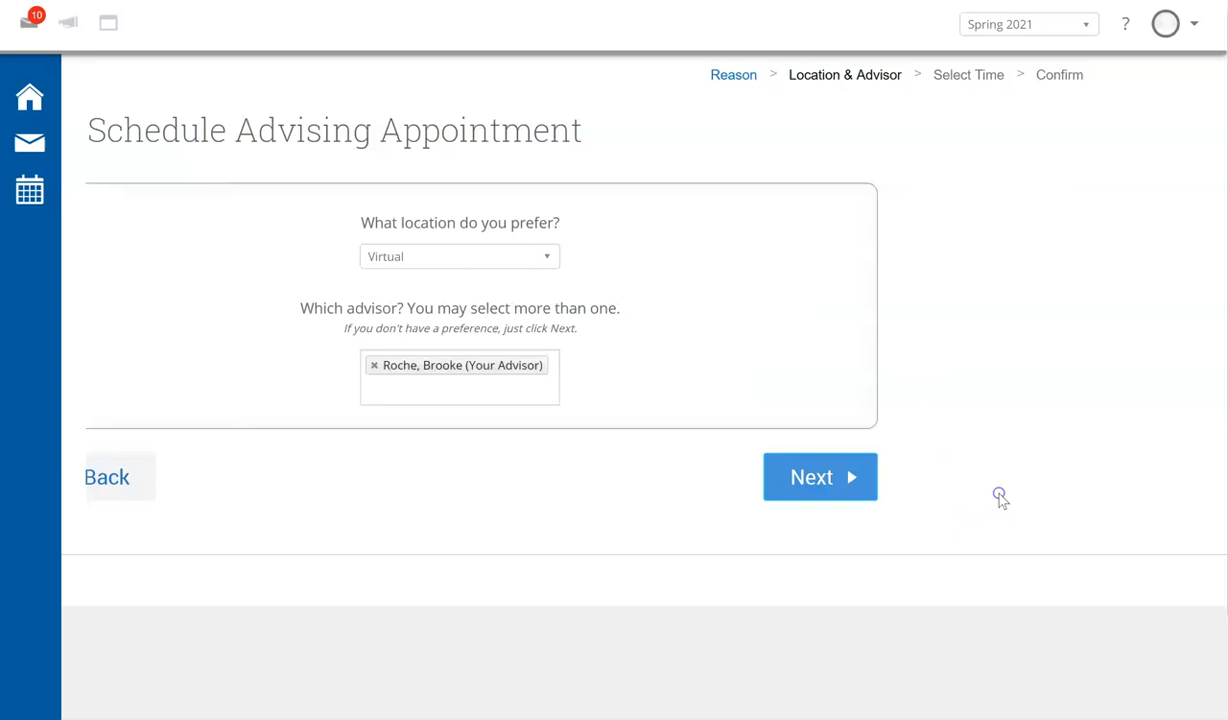 10
Spring 2021
?
Reason > Location & Advisor > Select Time > Confirm
Schedule Advising Appointment
What location do you prefer?
Virtual
Which advisor? You may select more than one.
If you don't have a preference, just click Next.
× Roche, Brooke (Your Advisor)
Back
Next